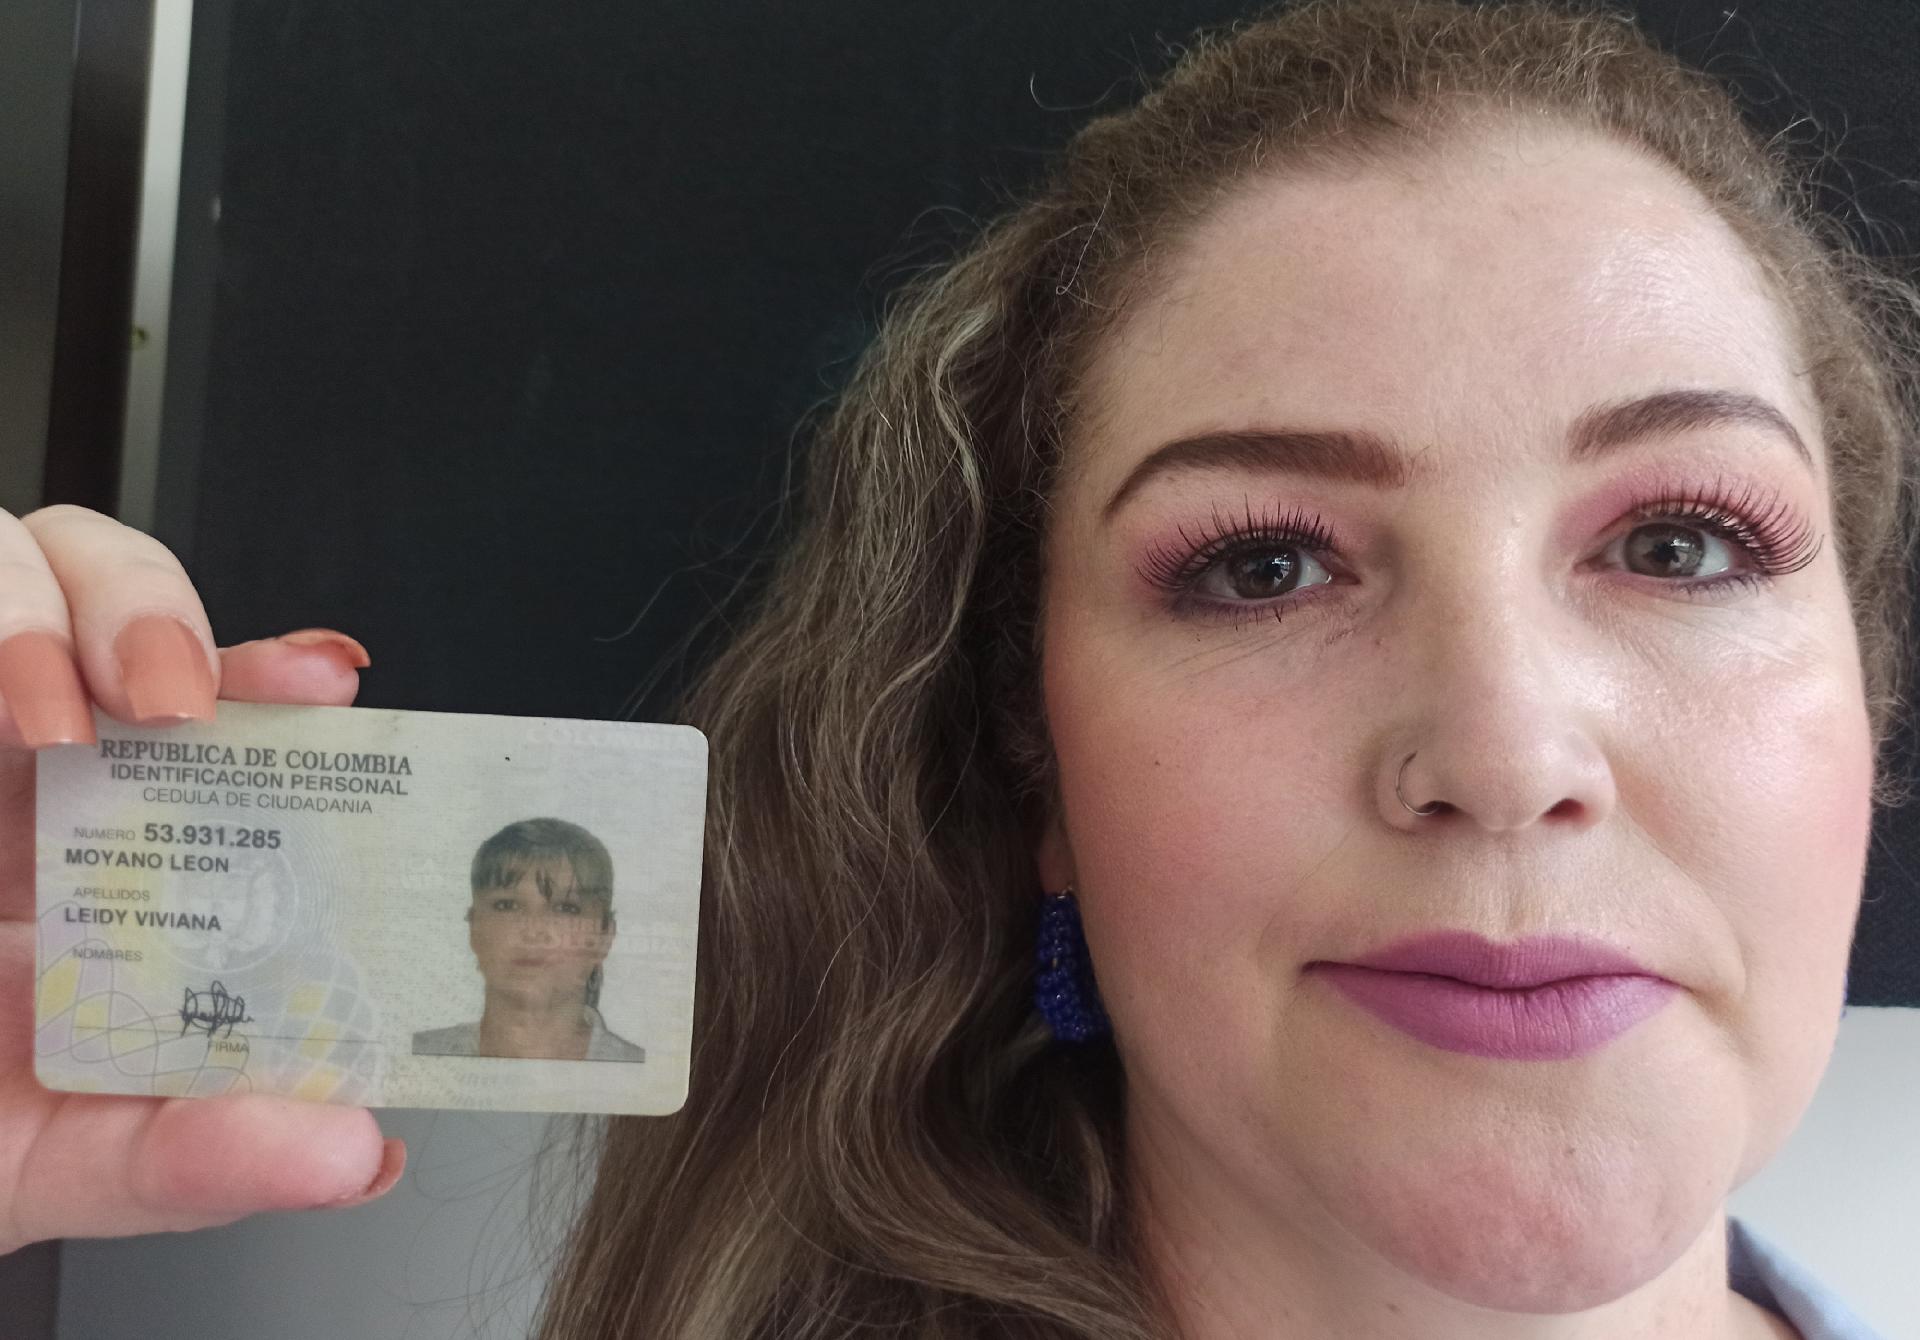 REPUBLICA DE COLOMBIA
IDENTIFICACION PERSONAL
CEDULA DE CIUDADANIA
NUMERO 53.931.285
MOYANO LEON
APELLIDOS
LEIDY VIVIANA
NOMBRES
FIRMA